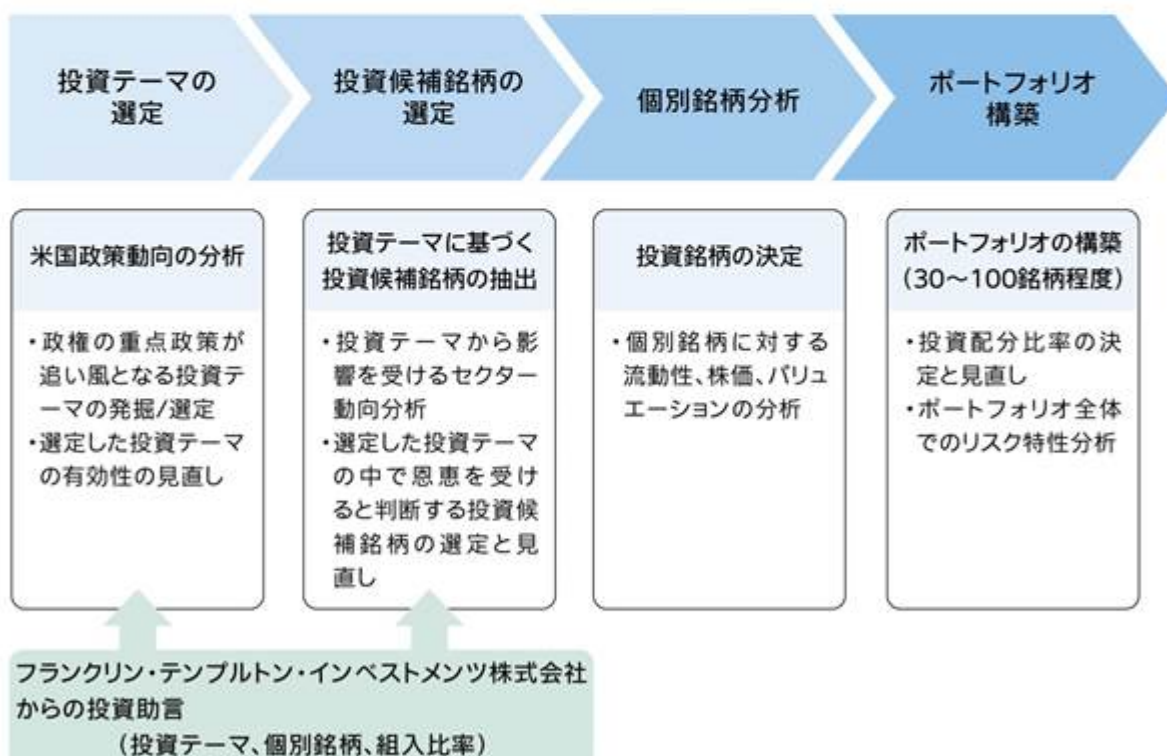 投資テーマの
選定
投資候補銘柄の
選定
個別銘柄分析
ポートフォリオ
構築
米国政策動向の分析
・政権の重点政策が
追い風となる投資テ
ーマの発掘/選定
・選定した投資テーマ
の有効性の見直し
投資テーマに基づく
投資候補銘柄の抽出
・投資テーマから影
響を受けるセクター
動向分析
・選定した投資テーマ
の中で恩恵を受け
ると判断する投資候
補銘柄の選定と見
直し
投資銘柄の決定
・個別銘柄に対する
流動性、株価、バリュ
エーションの分析
ポートフォリオの構築
(30〜100銘柄程度)
・投資配分比率の決
定と見直し
・ポートフォリオ全体
でのリスク特性分析
フランクリン・テンプルトン・インベストメンツ株式会社
からの投資助言
(投資テーマ、個別銘柄、組入比率)